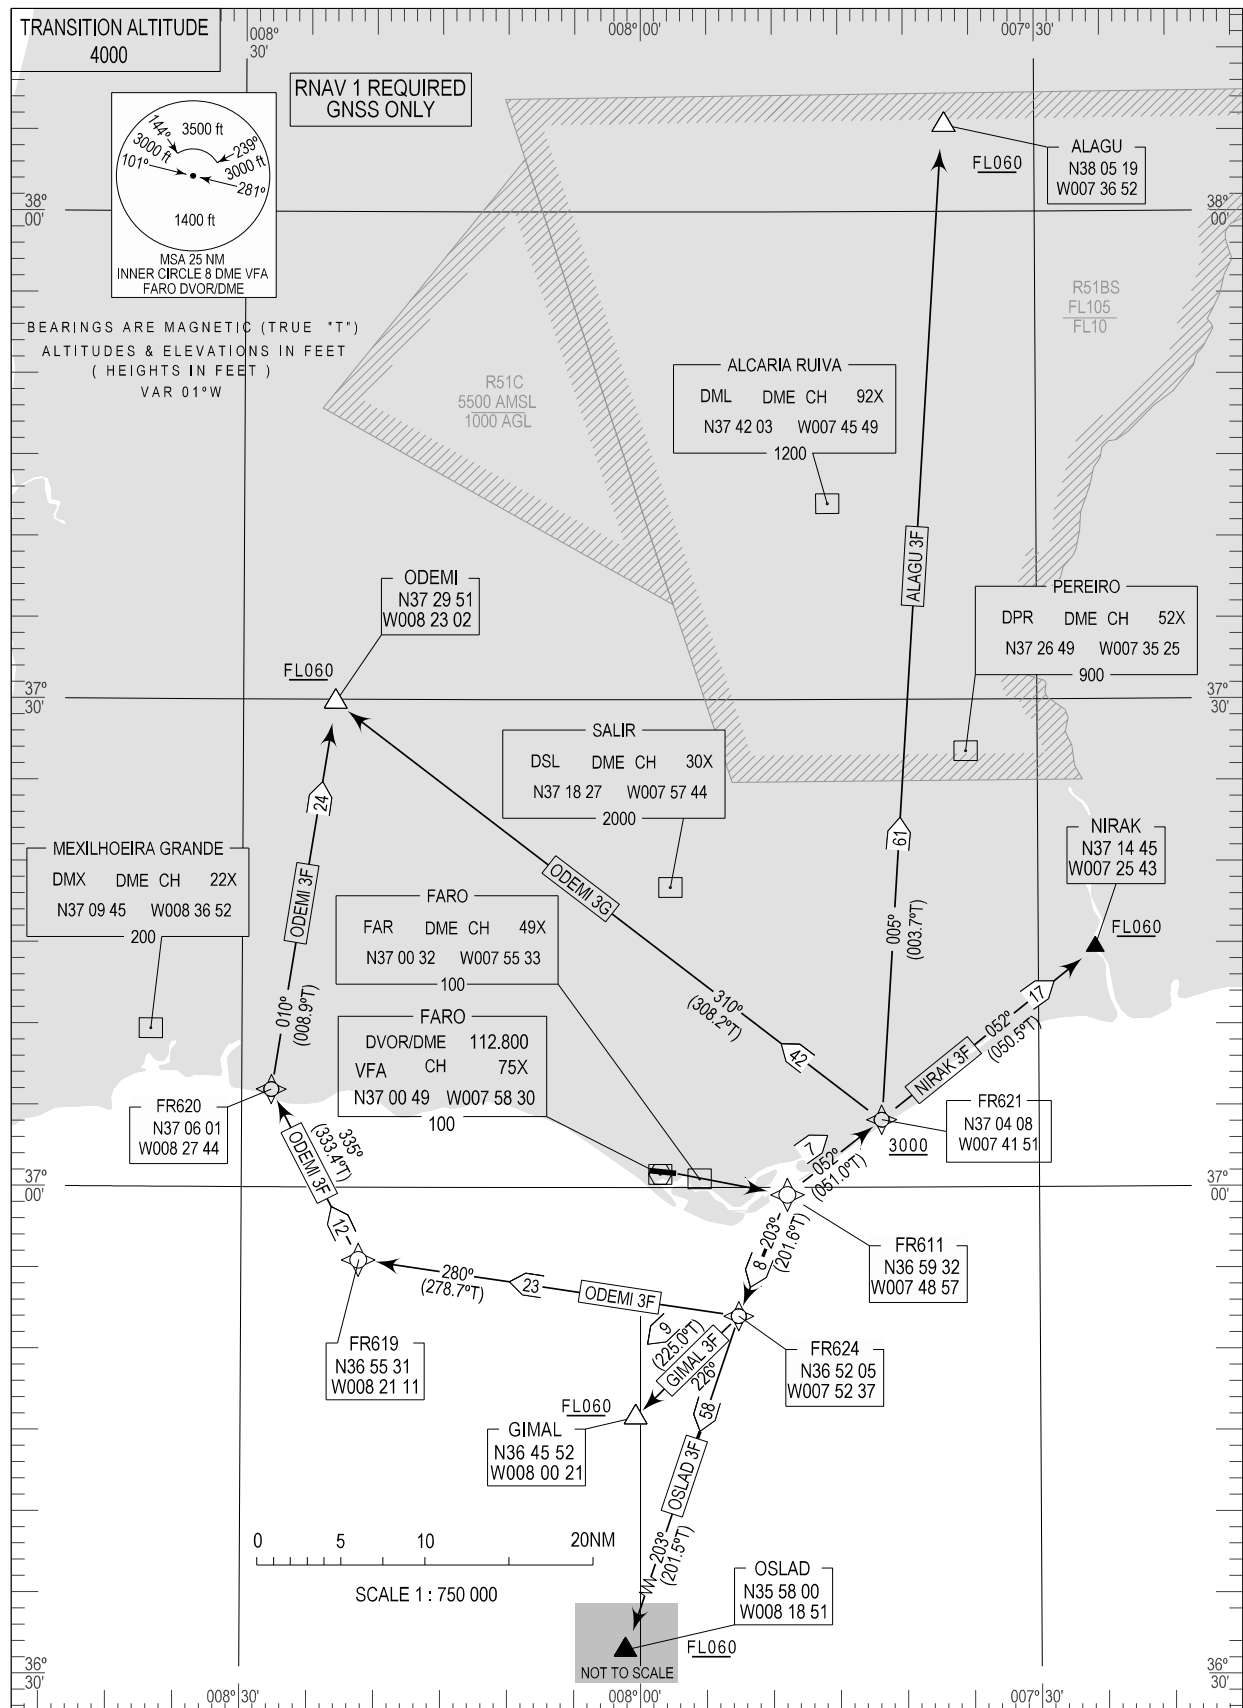 TRANSITION ALTITUDE
4000
008°
30'
008° 00'
007° 30'
RNAV 1 REQUIRED
GNSS ONLY
3500 ft
144°
3000 ft
101°
239°
3000 ft
281°
1400 ft
MSA 25 NM
INNER CIRCLE 8 DME VFA
FARO DVOR/DME
ALAGU
N38 05 19
W007 36 52
FL060
38°
00'
38°
00'
BEARINGS ARE MAGNETIC (TRUE "T")
ALTITUDES & ELEVATIONS IN FEET
( HEIGHTS IN FEET )
VAR 01°W
R51BS
FL105
FL10
R51C
5500 AMSL
1000 AGL
ALCARIA RUIVA
DML DME CH 92X
N37 42 03 W007 45 49
1200
ALAGU 3F
ODEMI
N37 29 51
W008 23 02
FL060
PEREIRO
DPR DME CH 52X
N37 26 49 W007 35 25
900
37°
30'
37°
30'
SALIR
DSL DME CH 30X
N37 18 27 W007 57 44
2000
24
61
NIRAK
N37 14 45
W007 25 43
FL060
MEXILHOEIRA GRANDE
DMX DME CH 22X
N37 09 45 W008 36 52
200
ODEMI 3F
ODEMI 3G
FARO
FAR DME CH 49X
N37 00 32 W007 55 33
100
005°
(003.7°T)
010°
(008.9°T)
310°
(308.2°T)
42
17
052°
(050.5°T)
NIRAK 3F
FARO
DVOR/DME 112.800
VFA CH 75X
N37 00 49 W007 58 30
100
FR620
N37 06 01
W008 27 44
FR621
N37 04 08
W007 41 51
3000
335°
(333.4°T)
ODEMI 3F
12
7
052°
(051.0°T)
37°
00'
37°
00'
203°
(201.6°T)
8
FR611
N36 59 32
W007 48 57
280°
(278.7°T)
23
ODEMI 3F
FR619
N36 55 31
W008 21 11
9
(225.0°T)
GIMAL 3F
226°
FR624
N36 52 05
W007 52 37
58
FL060
GIMAL
N36 45 52
W008 00 21
OSLAD 3F
203°
(201.5°T)
0 5 10 20NM
SCALE 1 : 750 000
OSLAD
N35 58 00
W008 18 51
FL060
NOT TO SCALE
36°
30'
36°
30'
008° 30'
008° 00'
007° 30'